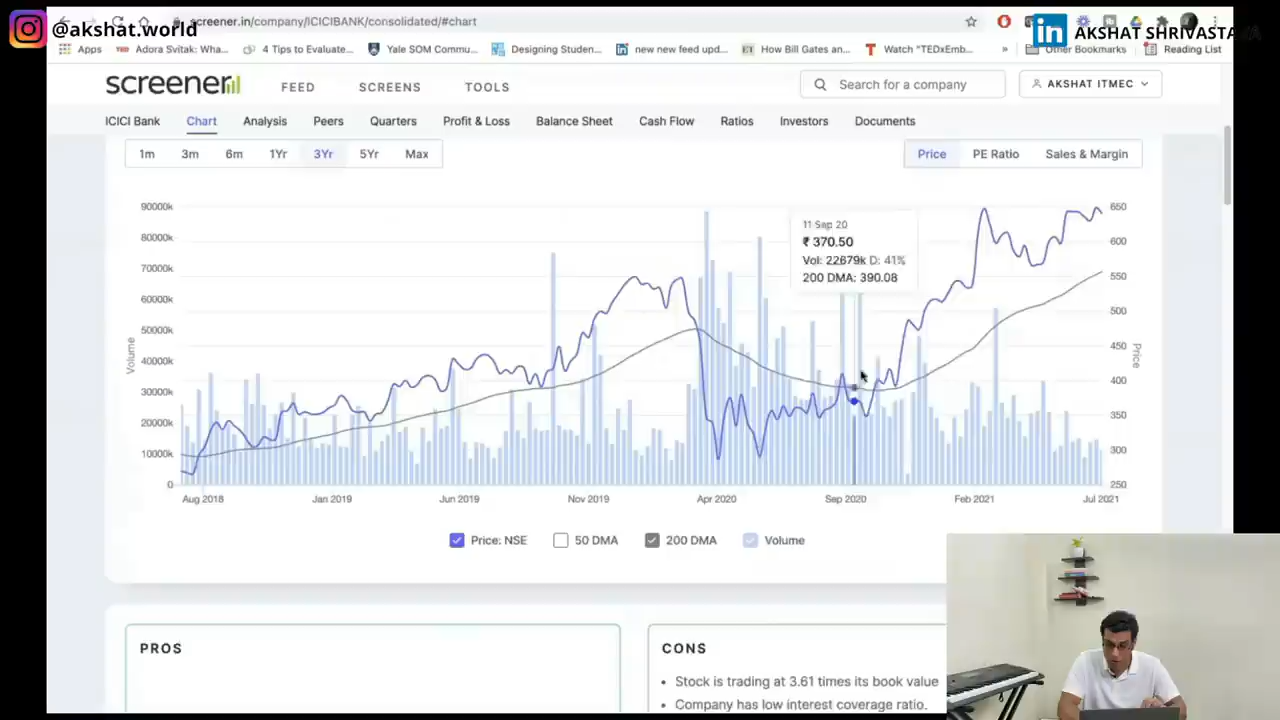 @akshat.world
screener.in/company/ICICIBANK/consolidated/#chart
AKSHAT SHRIVASTAVA
Apps
Adora Svitak: Wha...
4 Tips to Evaluate...
Yale SOM Commu...
Designing Studen...
new new feed upd...
How Bill Gates an...
Watch "TEDxEmb...
»
Other Bookmarks
Reading List
screener
FEED
SCREENS
TOOLS
Search for a company
AKSHAT ITMEC
ICICI Bank
Chart
Analysis
Peers
Quarters
Profit & Loss
Balance Sheet
Cash Flow
Ratios
Investors
Documents
1m
3m
6m
1Yr
3Yr
5Yr
Max
Price
PE Ratio
Sales & Margin
90000k
80000k
70000k
60000k
50000k
40000k
30000k
20000k
10000k
0
Volume
11 Sep 20
₹ 370.50
Vol: 22679k D: 41%
200 DMA: 390.08
650
600
550
500
450
400
350
300
250
Price
Aug 2018
Jan 2019
Jun 2019
Nov 2019
Apr 2020
Sep 2020
Feb 2021
Jul 2021
Price: NSE
50 DMA
200 DMA
Volume
PROS
CONS
• Stock is trading at 3.61 times its book value
• Company has low interest coverage ratio.